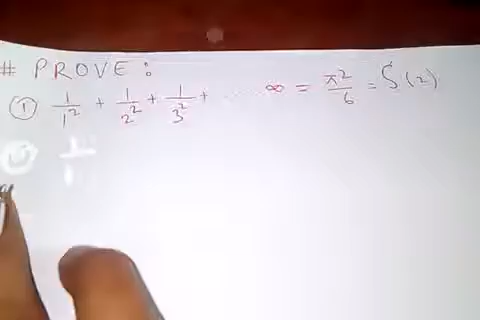 # PROVE :
① 1/1² + 1/2² + 1/3² + ..... ∞ = π²/6 = ζ(2)